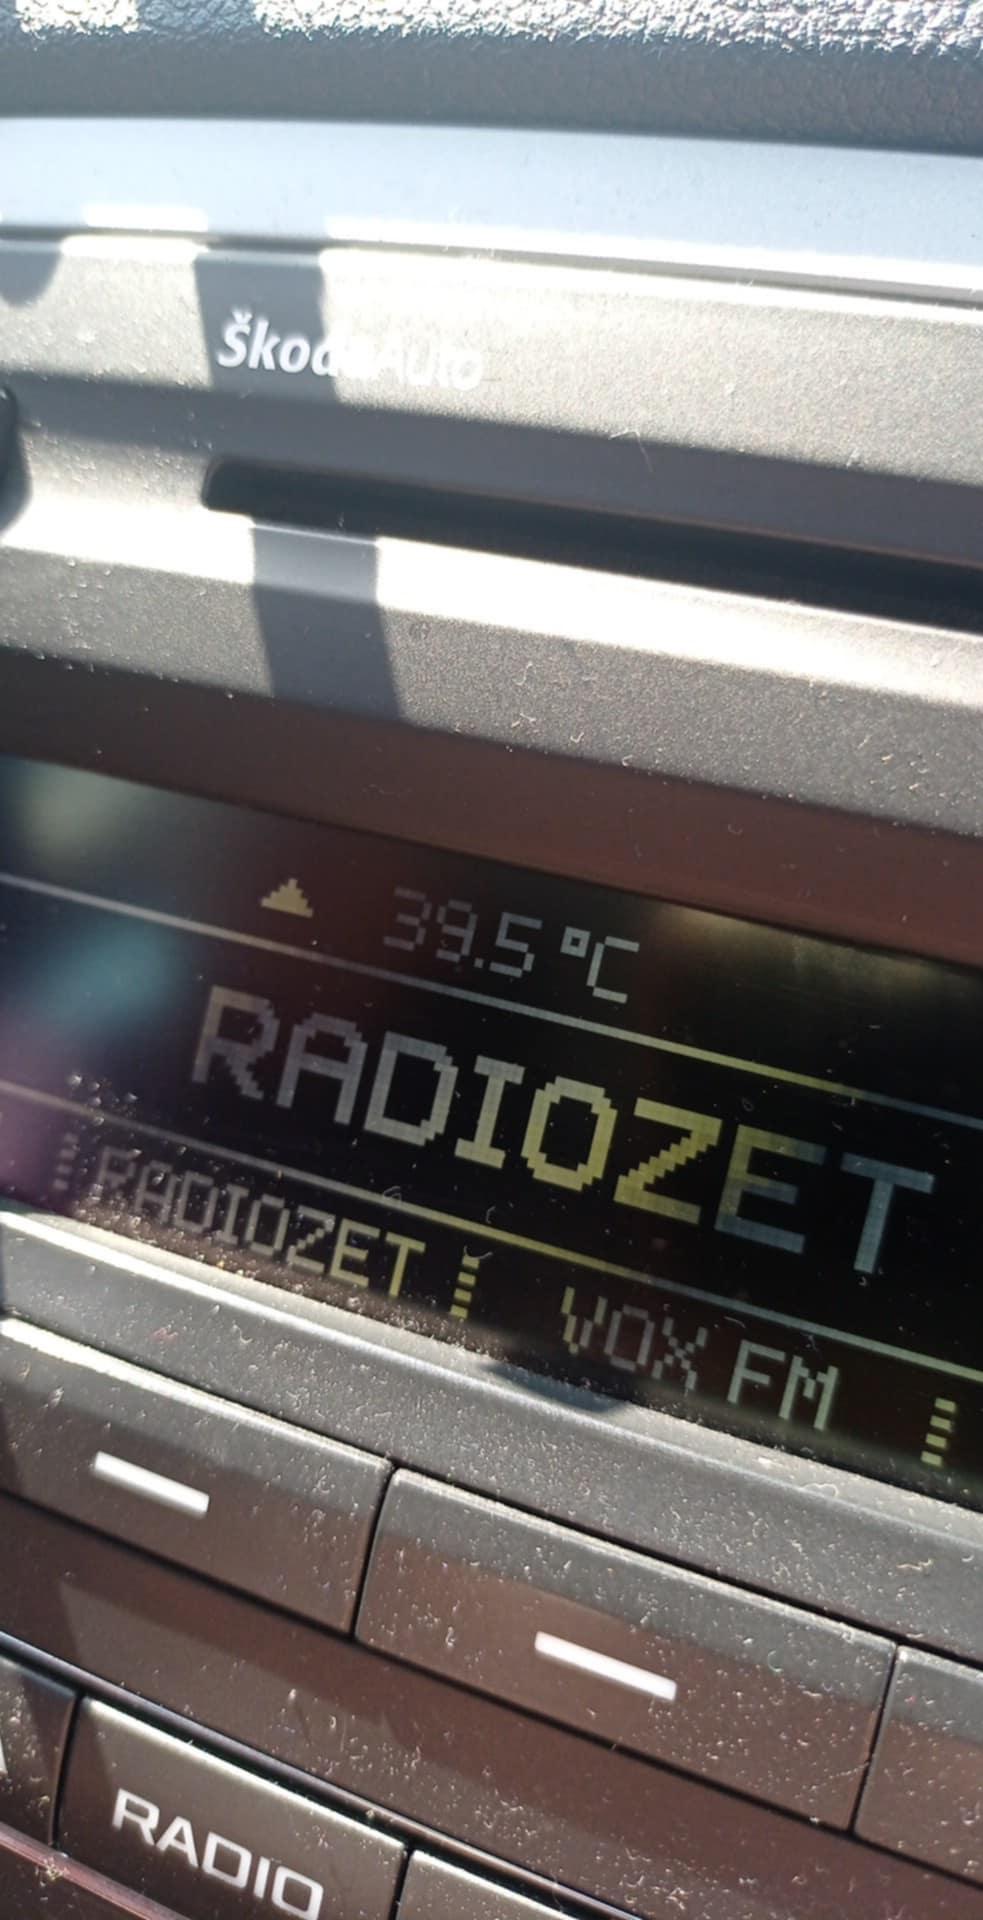 ŠkodaAuto
39.5°C
RADIOZET
RADIOZET VOX FM
RADIO